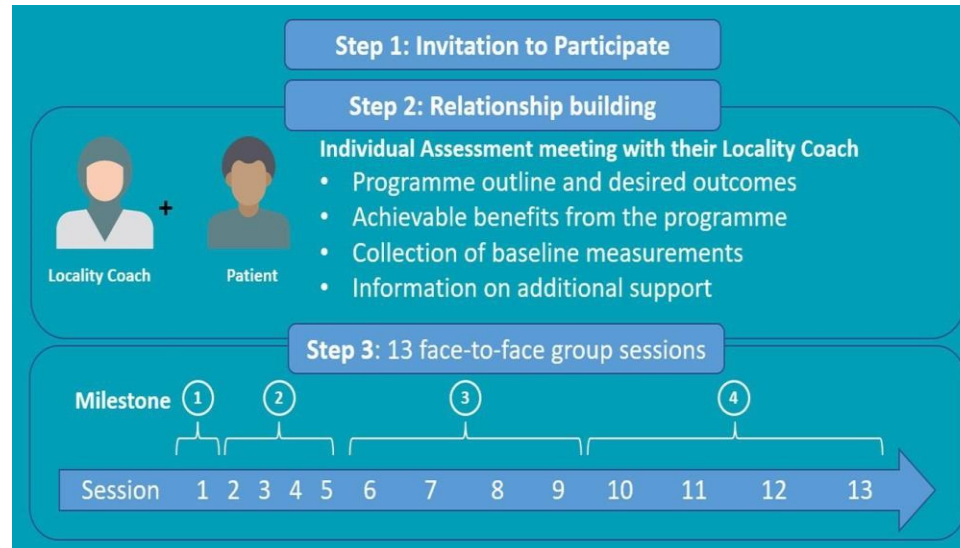 Step 1: Invitation to Participate
Step 2: Relationship building
Individual Assessment meeting with their Locality Coach
• Programme outline and desired outcomes
• Achievable benefits from the programme
• Collection of baseline measurements
• Information on additional support
+
Locality Coach
Patient
Step 3: 13 face-to-face group sessions
Milestone 1 2 3 4
Session 1 2 3 4 5 6 7 8 9 10 11 12 13